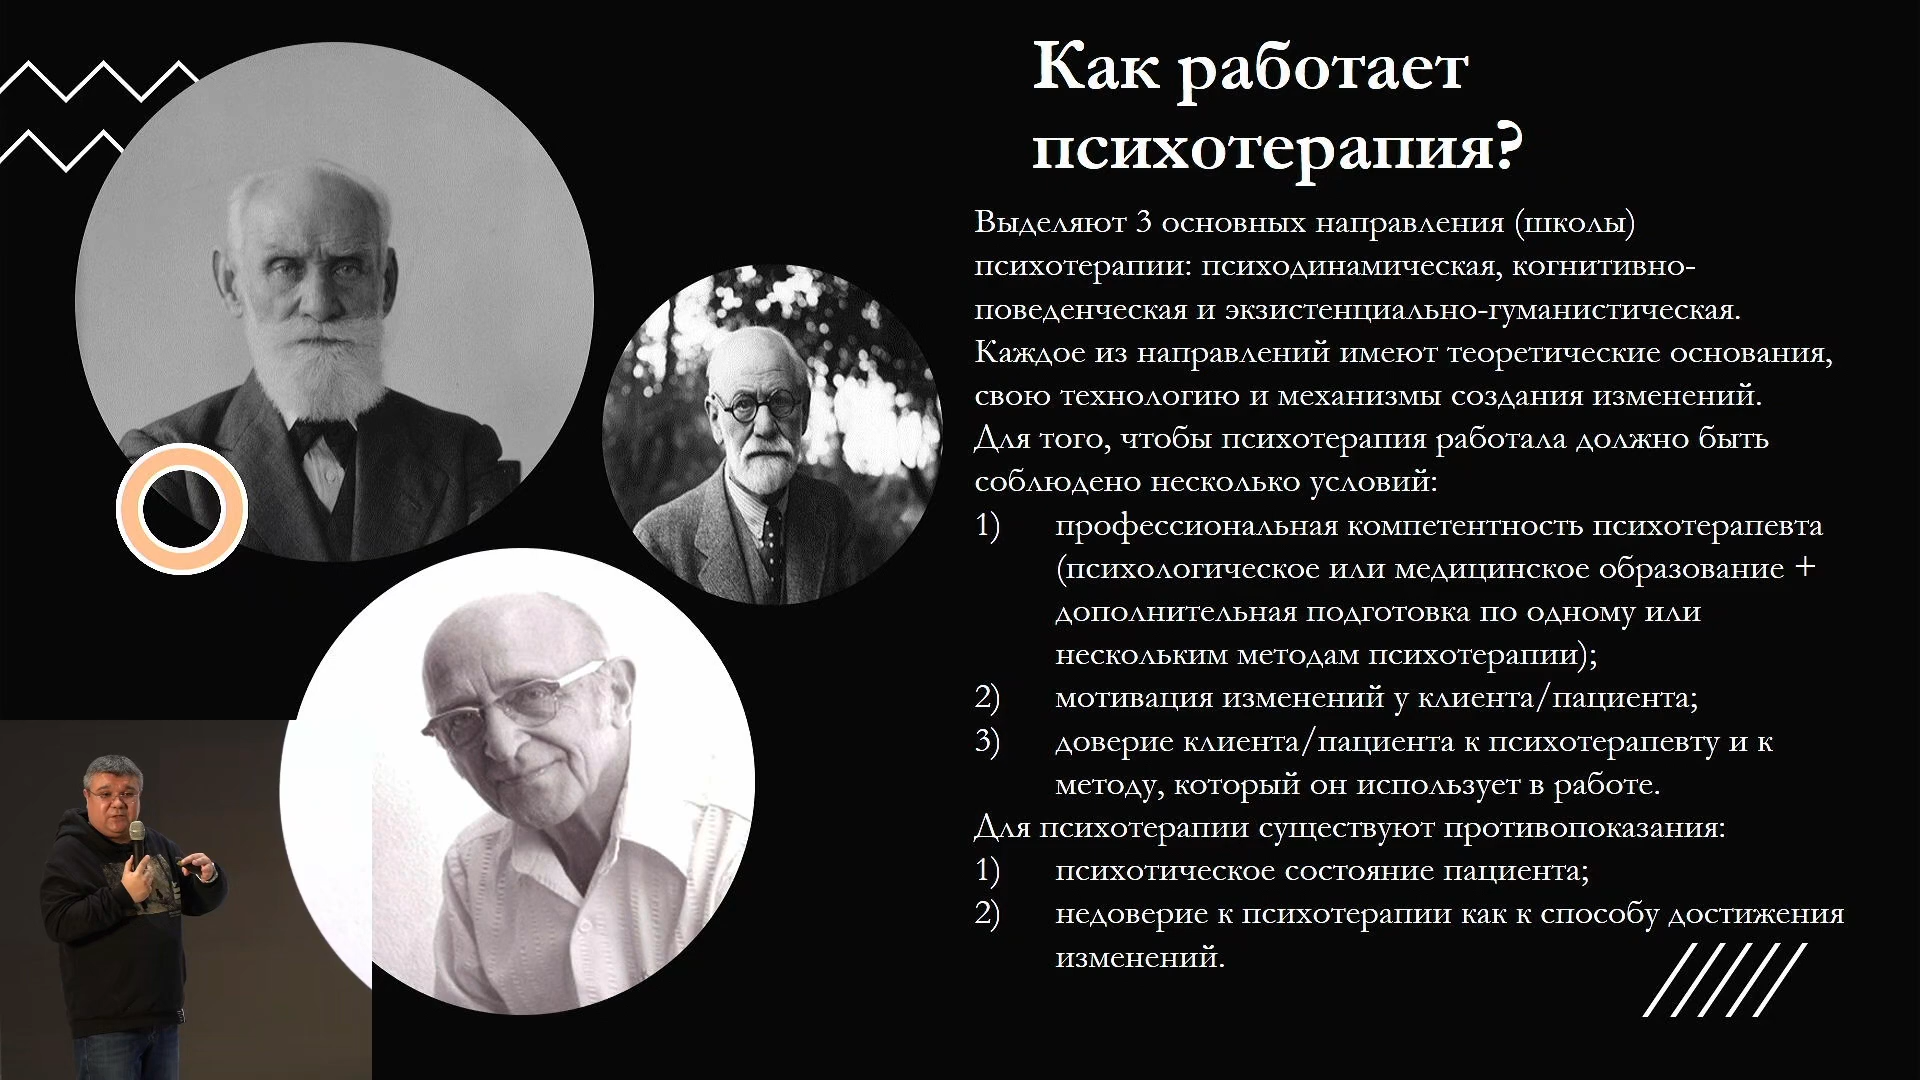 Как работает
психотерапия?
Выделяют 3 основных направления (школы)
психотерапии: психодинамическая, когнитивно-
поведенческая и экзистенциально-гуманистическая.
Каждое из направлений имеют теоретические основания,
свою технологию и механизмы создания изменений.
Для того, чтобы психотерапия работала должно быть
соблюдено несколько условий:
1) профессиональная компетентность психотерапевта
(психологическое или медицинское образование +
дополнительная подготовка по одному или
нескольким методам психотерапии);
2) мотивация изменений у клиента/пациента;
3) доверие клиента/пациента к психотерапевту и к
методу, который он использует в работе.
Для психотерапии существуют противопоказания:
1) психотическое состояние пациента;
2) недоверие к психотерапии как к способу достижения
изменений.